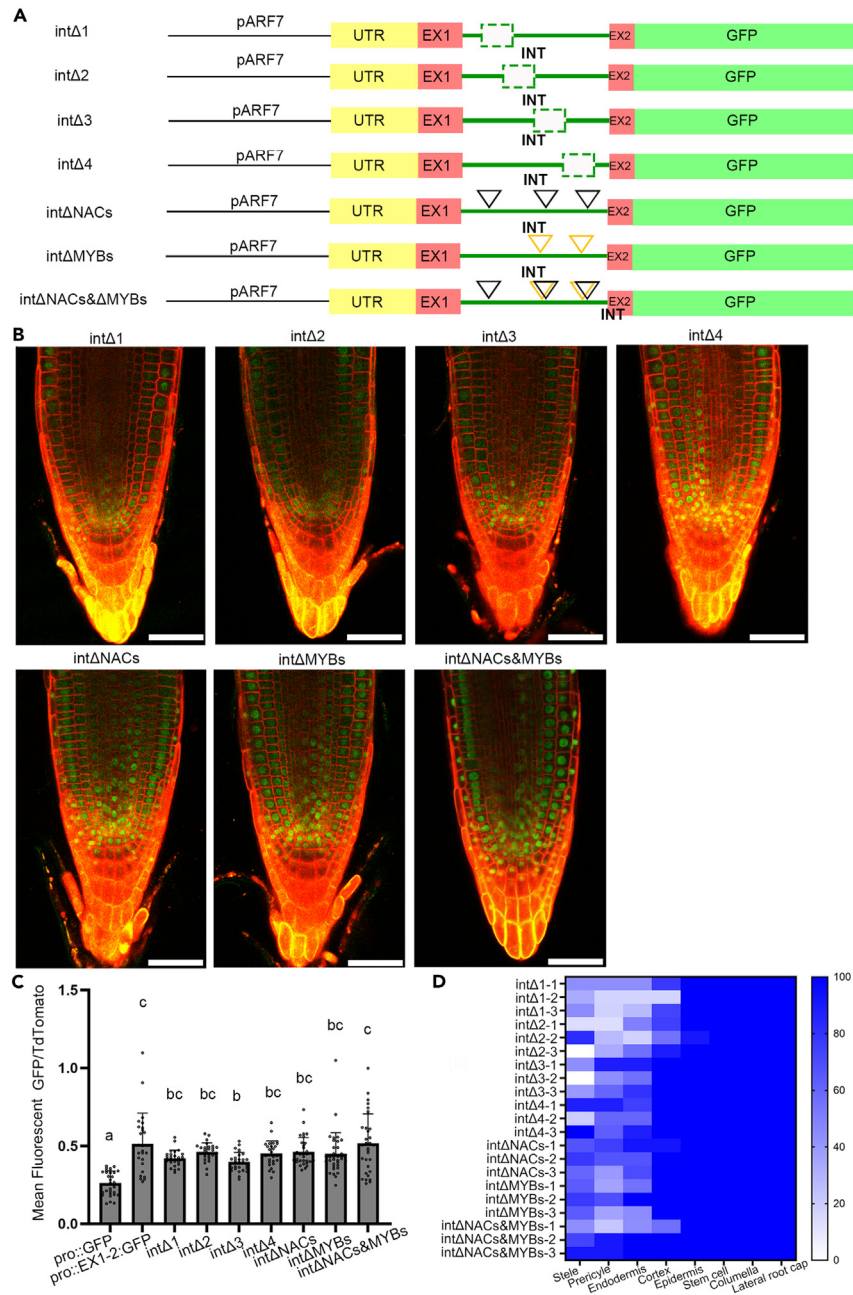 A
intΔ1 pARF7 UTR EX1 EX2 GFP
INT
intΔ2 pARF7 UTR EX1 EX2 GFP
INT
intΔ3 pARF7 UTR EX1 EX2 GFP
INT
intΔ4 pARF7 UTR EX1 EX2 GFP
INT
intΔNACs pARF7 UTR EX1 EX2 GFP
INT
intΔMYBs pARF7 UTR EX1 EX2 GFP
INT
intΔNACs&ΔMYBs pARF7 UTR EX1 EX2 GFP
INT
B
intΔ1 intΔ2 intΔ3 intΔ4
intΔNACs intΔMYBs intΔNACs&MYBs
C
Mean Fluorescent GFP/TdTomato
1.5
1.0
0.5
0.0
a c bc bc b bc bc bc c
pro::GFP
pro::EX1-2:GFP
intΔ1
intΔ2
intΔ3
intΔ4
intΔNACs
intΔMYBs
intΔNACs&MYBs
D
intΔ1-1
intΔ1-2
intΔ1-3
intΔ2-1
intΔ2-2
intΔ2-3
intΔ3-1
intΔ3-2
intΔ3-3
intΔ4-1
intΔ4-2
intΔ4-3
intΔNACs-1
intΔNACs-2
intΔNACs-3
intΔMYBs-1
intΔMYBs-2
intΔMYBs-3
intΔNACs&MYBs-1
intΔNACs&MYBs-2
intΔNACs&MYBs-3
Stele
Pericycle
Endodermis
Cortex
Epidermis
Stem cell
Columella
Lateral root cap
100
80
60
40
20
0